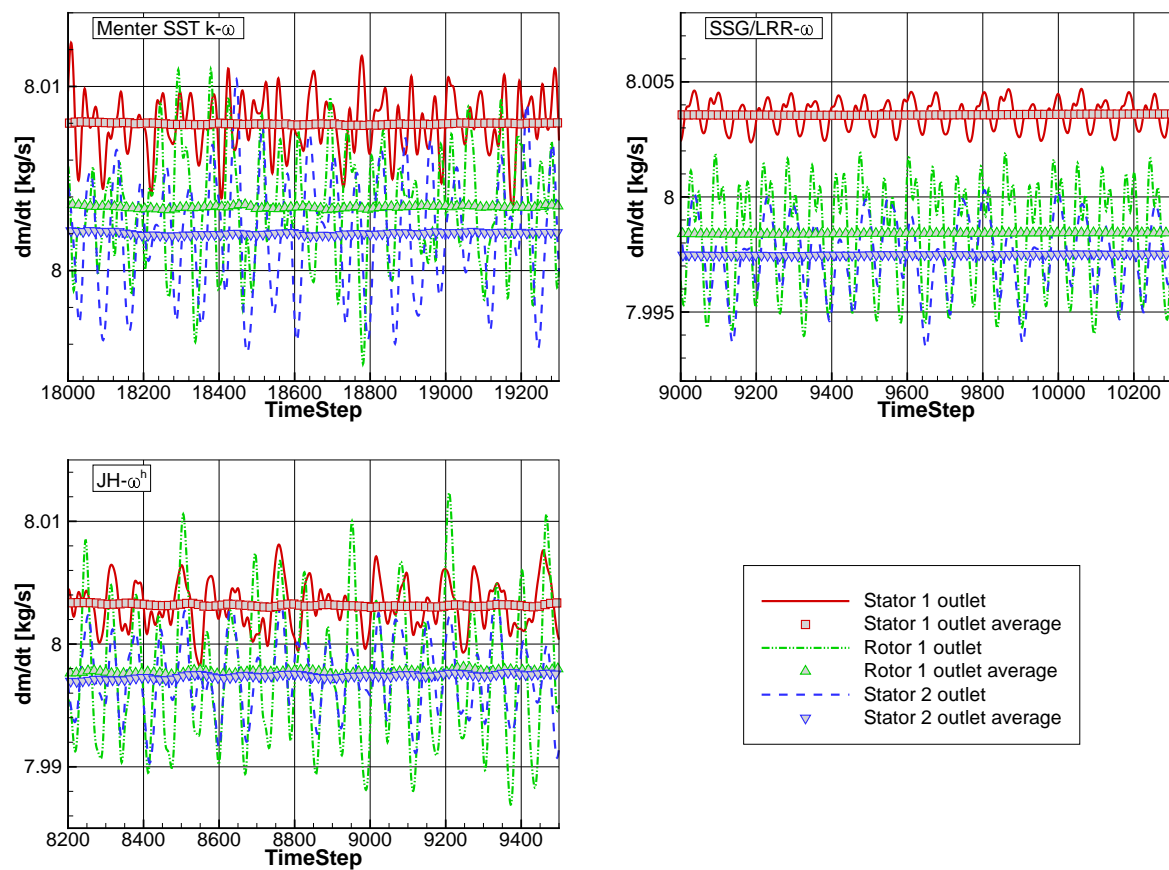 Menter SST k-ω
8.01
8
dm/dt [kg/s]
18000 18200 18400 18600 18800 19000 19200
TimeStep
SSG/LRR-ω
8.005
8
7.995
dm/dt [kg/s]
9000 9200 9400 9600 9800 10000 10200
TimeStep
JH-ω^h
8.01
8
7.99
dm/dt [kg/s]
8200 8400 8600 8800 9000 9200 9400
TimeStep
Stator 1 outlet
Stator 1 outlet average
Rotor 1 outlet
Rotor 1 outlet average
Stator 2 outlet
Stator 2 outlet average